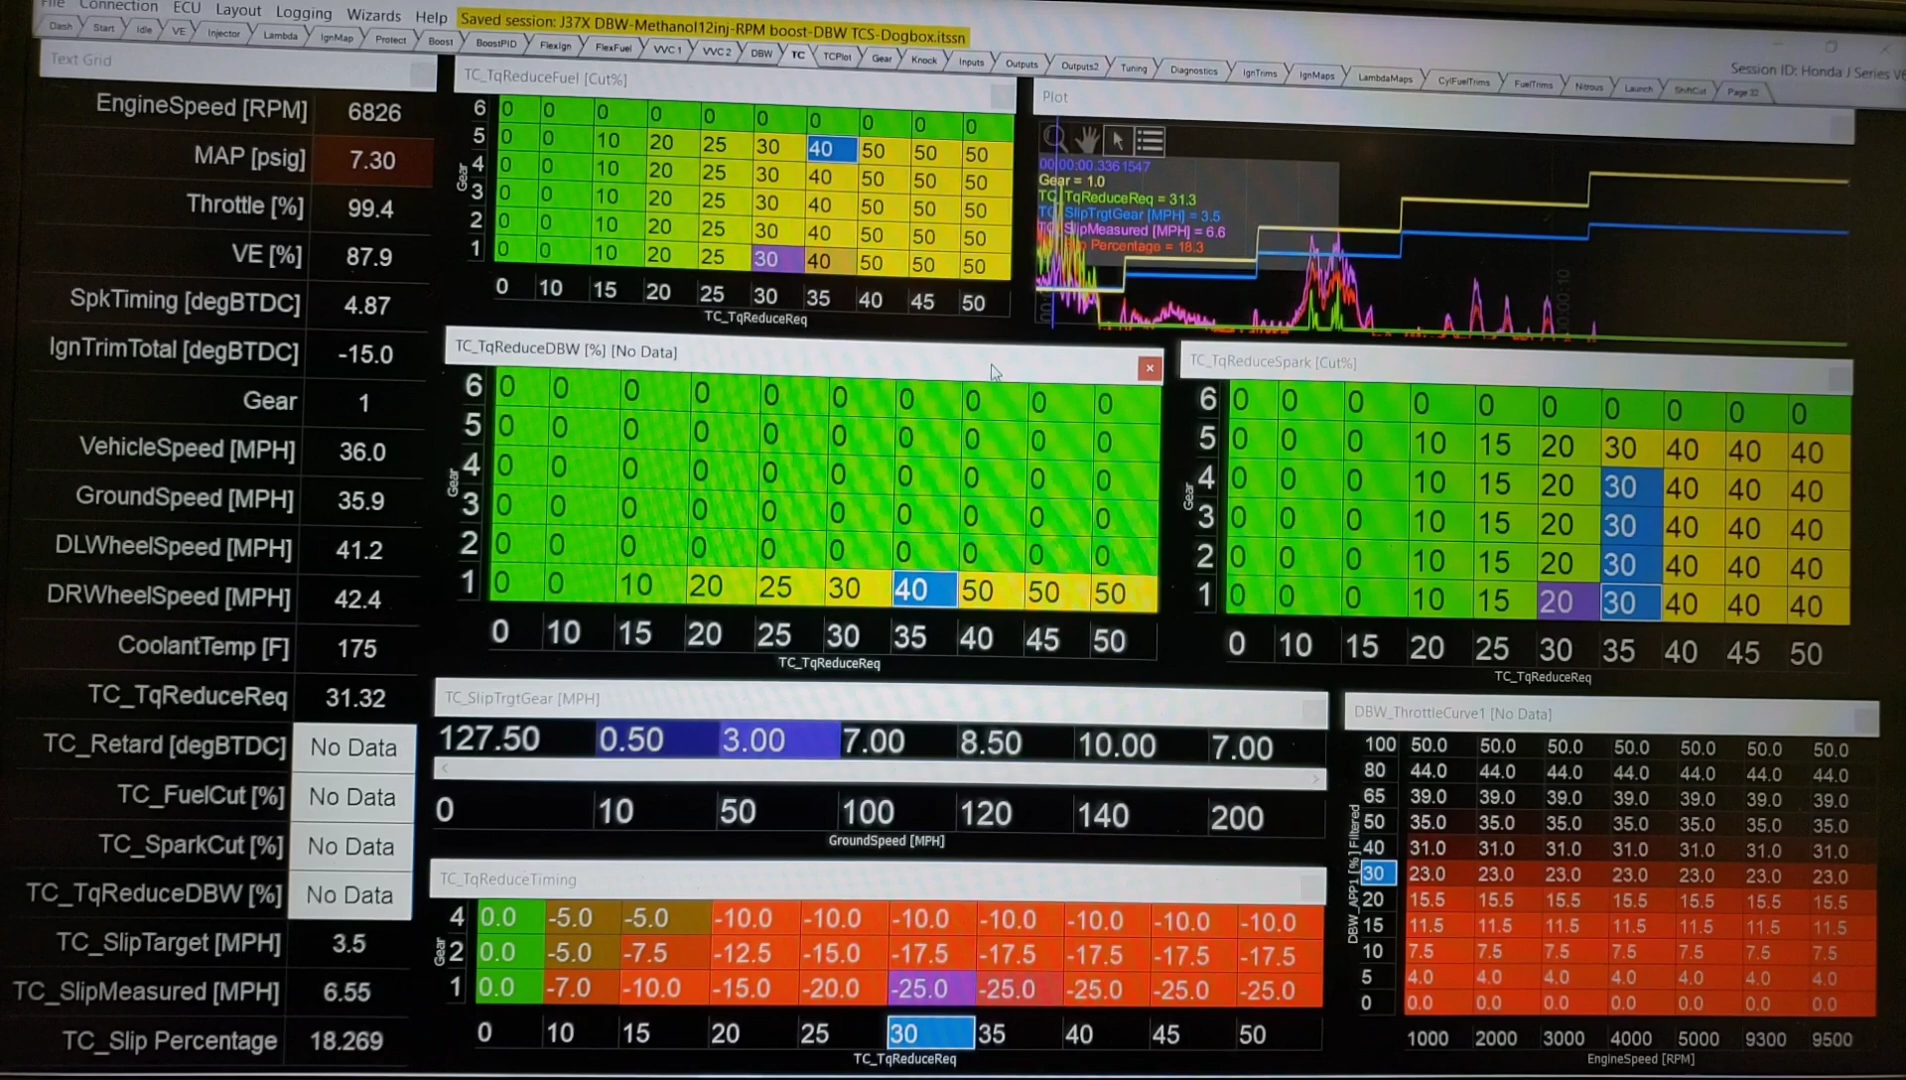 File Connection ECU Layout Logging Wizards Help Saved session: J37X DBW-Methanol12inj-RPM boost-DBW TCS-Dogbox.itssn
Dash Start Idle VE Injector Lambda IgnMap Protect Boost BoostPID FlexIgn FlexFuel VVC 1 VVC 2 DBW TC TCPlot Gear Knock Inputs Outputs Outputs2 Tuning Diagnostics IgnTrims IgnMaps LambdaMaps CylFuelTrims FuelTrims Nitrous Launch ShiftCut Page 32
Session ID: Honda J Series V6
Text Grid
EngineSpeed [RPM] 6826
MAP [psig] 7.30
Throttle [%] 99.4
VE [%] 87.9
SpkTiming [degBTDC] 4.87
IgnTrimTotal [degBTDC] -15.0
Gear 1
VehicleSpeed [MPH] 36.0
GroundSpeed [MPH] 35.9
DLWheelSpeed [MPH] 41.2
DRWheelSpeed [MPH] 42.4
CoolantTemp [F] 175
TC_TqReduceReq 31.32
TC_Retard [degBTDC] No Data
TC_FuelCut [%] No Data
TC_SparkCut [%] No Data
TC_TqReduceDBW [%] No Data
TC_SlipTarget [MPH] 3.5
TC_SlipMeasured [MPH] 6.55
TC_Slip Percentage 18.269
TC_TqReduceFuel [Cut%]
6 0 0 0 0 0 0 0 0 0 0
5 0 0 10 20 25 30 40 50 50 50
4 0 0 10 20 25 30 40 50 50 50
3 0 0 10 20 25 30 40 50 50 50
2 0 0 10 20 25 30 40 50 50 50
1 0 0 10 20 25 30 40 50 50 50
Gear
0 10 15 20 25 30 35 40 45 50
TC_TqReduceReq
Plot
00:00:00.3361547
Gear = 1.0
TC_TqReduceReq = 31.3
TC_SlipTrgtGear [MPH] = 3.5
TC_SlipMeasured [MPH] = 6.6
Slip Percentage = 18.3
TC_TqReduceDBW [%] [No Data]
6 0 0 0 0 0 0 0 0 0 0
5 0 0 0 0 0 0 0 0 0 0
4 0 0 0 0 0 0 0 0 0 0
3 0 0 0 0 0 0 0 0 0 0
2 0 0 0 0 0 0 0 0 0 0
1 0 0 10 20 25 30 40 50 50 50
Gear
0 10 15 20 25 30 35 40 45 50
TC_TqReduceReq
TC_TqReduceSpark [Cut%]
6 0 0 0 0 0 0 0 0 0 0
5 0 0 0 10 15 20 30 40 40 40
4 0 0 0 10 15 20 30 40 40 40
3 0 0 0 10 15 20 30 40 40 40
2 0 0 0 10 15 20 30 40 40 40
1 0 0 0 10 15 20 30 40 40 40
Gear
0 10 15 20 25 30 35 40 45 50
TC_TqReduceReq
TC_SlipTrgtGear [MPH]
127.50 0.50 3.00 7.00 8.50 10.00 7.00
0 10 50 100 120 140 200
GroundSpeed [MPH]
TC_TqReduceTiming
4 0.0 -5.0 -5.0 -10.0 -10.0 -10.0 -10.0 -10.0 -10.0 -10.0
2 0.0 -5.0 -7.5 -12.5 -15.0 -17.5 -17.5 -17.5 -17.5 -17.5
1 0.0 -7.0 -10.0 -15.0 -20.0 -25.0 -25.0 -25.0 -25.0 -25.0
Gear
0 10 15 20 25 30 35 40 45 50
TC_TqReduceReq
DBW_ThrottleCurve1 [No Data]
100 50.0 50.0 50.0 50.0 50.0 50.0 50.0
80 44.0 44.0 44.0 44.0 44.0 44.0 44.0
65 39.0 39.0 39.0 39.0 39.0 39.0 39.0
50 35.0 35.0 35.0 35.0 35.0 35.0 35.0
40 31.0 31.0 31.0 31.0 31.0 31.0 31.0
30 23.0 23.0 23.0 23.0 23.0 23.0 23.0
20 15.5 15.5 15.5 15.5 15.5 15.5 15.5
15 11.5 11.5 11.5 11.5 11.5 11.5 11.5
10 7.5 7.5 7.5 7.5 7.5 7.5 7.5
5 4.0 4.0 4.0 4.0 4.0 4.0 4.0
0 0.0 0.0 0.0 0.0 0.0 0.0 0.0
DBW_APP1 [%] Filtered
1000 2000 3000 4000 5000 9300 9500
EngineSpeed [RPM]